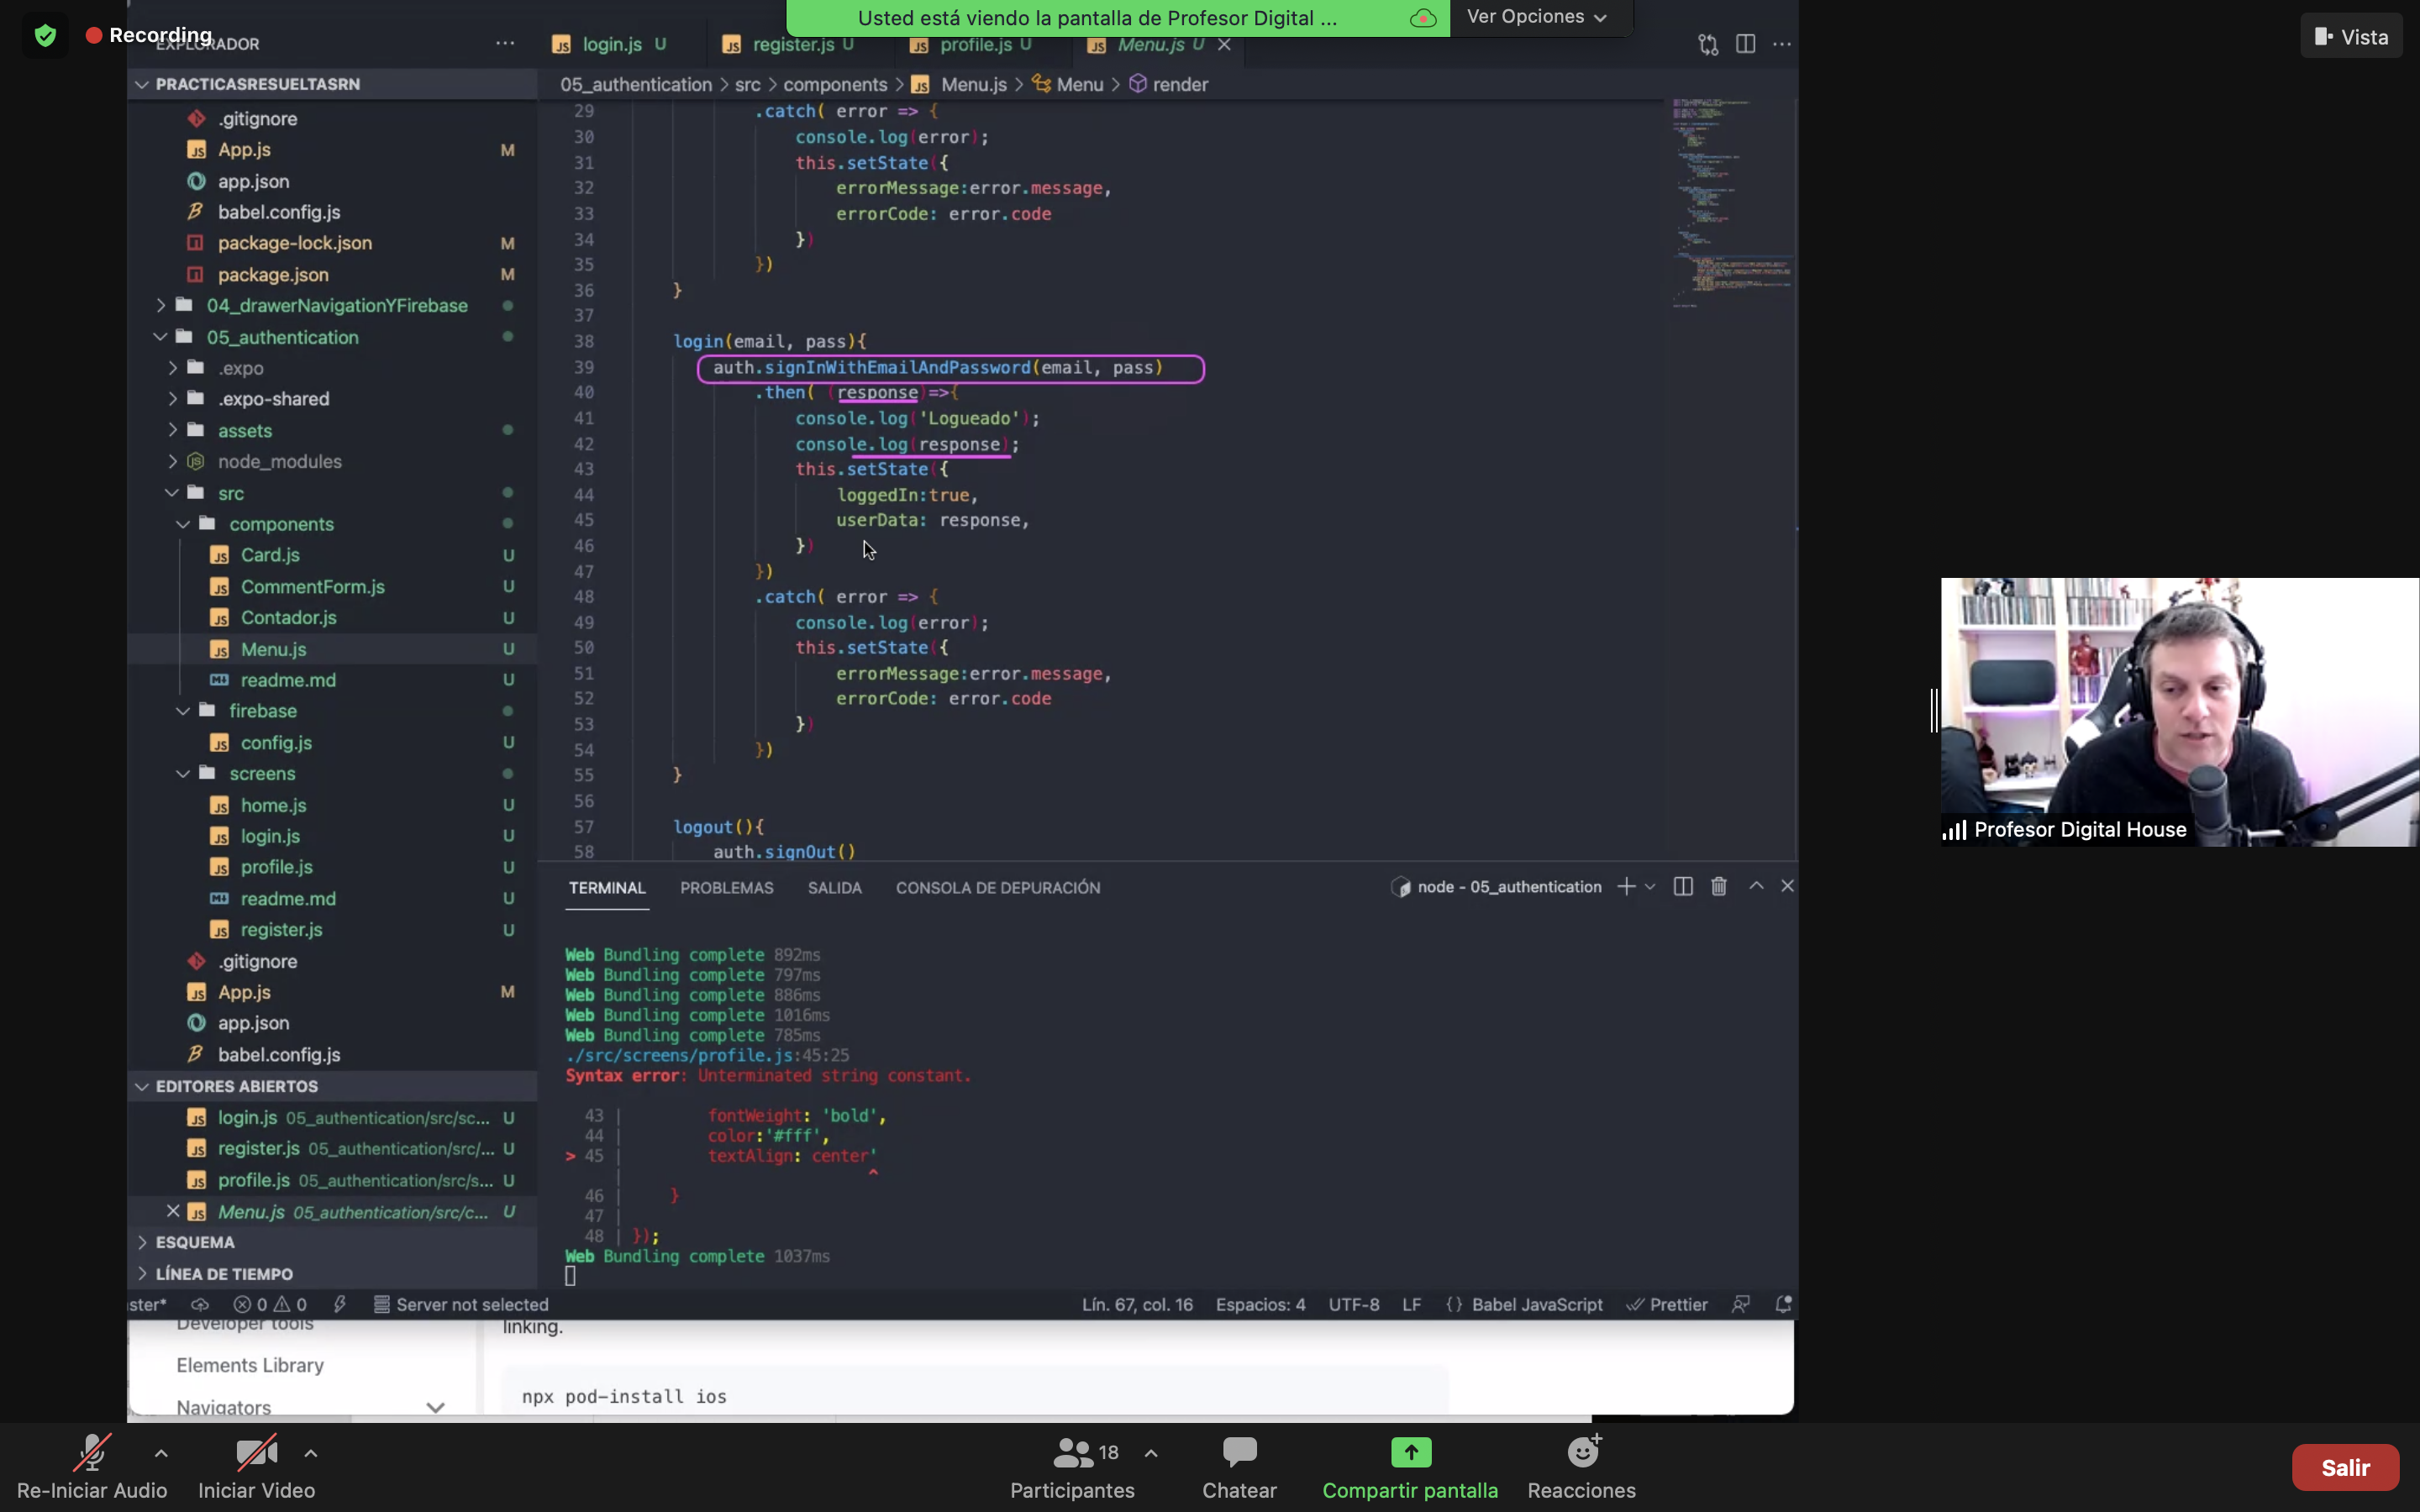 Recording
Usted está viendo la pantalla de Profesor Digital ...
Ver Opciones
Vista
EXPLORADOR
login.js U
register.js U
profile.js U
Menu.js U
PRACTICASRESUELTASRN
05_authentication > src > components > Menu.js > Menu > render
.gitignore
App.js M
app.json
babel.config.js
package-lock.json M
package.json M
04_drawerNavigationYFirebase
05_authentication
.expo
.expo-shared
assets
node_modules
src
components
Card.js U
CommentForm.js U
Contador.js U
Menu.js U
readme.md U
firebase
config.js U
screens
home.js U
login.js U
profile.js U
readme.md U
register.js U
.gitignore
App.js M
app.json
babel.config.js
EDITORES ABIERTOS
login.js 05_authentication/src/sc... U
register.js 05_authentication/src/... U
profile.js 05_authentication/src/s... U
Menu.js 05_authentication/src/c... U
ESQUEMA
LÍNEA DE TIEMPO
29 .catch( error => {
30 console.log(error);
31 this.setState({
32 errorMessage:error.message,
33 errorCode: error.code
34 })
35 })
36 }
37
38 login(email, pass){
39 auth.signInWithEmailAndPassword(email, pass)
40 .then( (response)=>{
41 console.log('Logueado');
42 console.log(response);
43 this.setState({
44 loggedIn:true,
45 userData: response,
46 })
47 })
48 .catch( error => {
49 console.log(error);
50 this.setState({
51 errorMessage:error.message,
52 errorCode: error.code
53 })
54 })
55 }
56
57 logout(){
58 auth.signOut()
TERMINAL PROBLEMAS SALIDA CONSOLA DE DEPURACIÓN
node - 05_authentication
Web Bundling complete 892ms
Web Bundling complete 797ms
Web Bundling complete 886ms
Web Bundling complete 1016ms
Web Bundling complete 785ms
./src/screens/profile.js:45:25
Syntax error: Unterminated string constant.
43 | fontWeight: 'bold',
44 | color:'#fff',
> 45 | textAlign: center'
| ^
46 | }
47 |
48 | });
Web Bundling complete 1037ms
ster* 0 0 Server not selected
Lín. 67, col. 16 Espacios: 4 UTF-8 LF {} Babel JavaScript Prettier
Developer tools
Elements Library
Navigators
linking.
npx pod-install ios
Profesor Digital House
Re-Iniciar Audio
Iniciar Video
18
Participantes
Chatear
Compartir pantalla
Reacciones
Salir